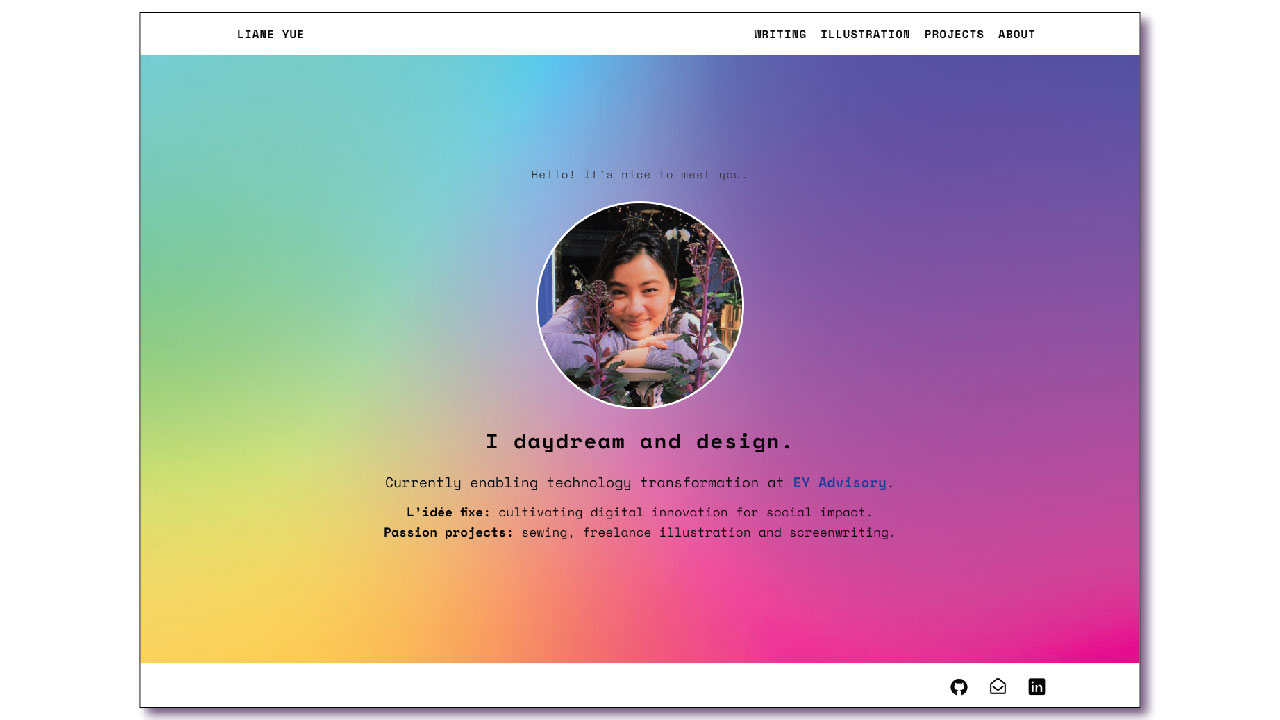 LIANE YUE
WRITING ILLUSTRATION PROJECTS ABOUT
Hello! It's nice to meet you.
I daydream and design.
Currently enabling technology transformation at EY Advisory.
L'idée fixe: cultivating digital innovation for social impact.
Passion projects: sewing, freelance illustration and screenwriting.
in